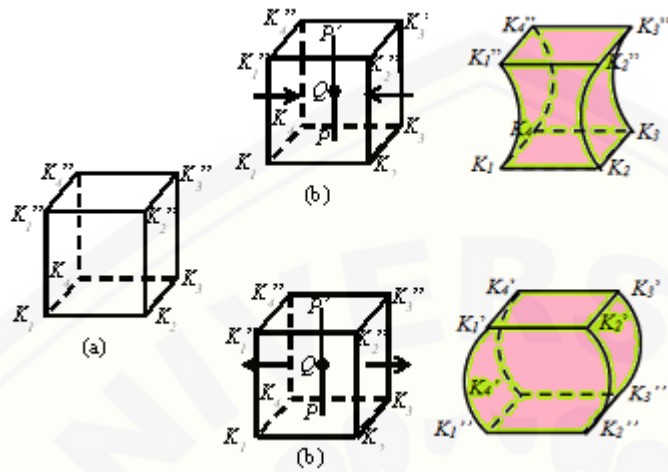 K₄'' K₃'
P'
K₁'' K₂''
Q
K₄
P K₃
K₁ K₂
(b)
K₄'' K₃''
K₁'' K₂''
K₄ K₃
K₁ K₂
K₄'' K₃''
K₁'' K₂''
K₄ K₃
K₁ K₂
(a)
K₄'' K₃''
P'
K₁'' K₂''
Q
K₄
P K₃
K₁ K₂
(b)
K₄' K₃'
K₁' K₂'
K₄' K₃''
K₁'' K₂''
NIVERS